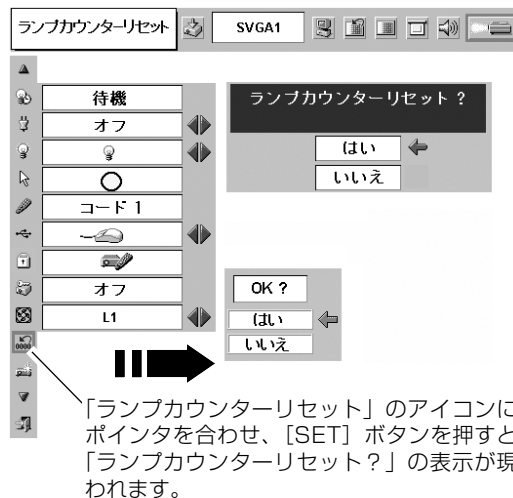 ランプカウンターリセット
SVGA1
待機
オフ
コード 1
オフ
L1
0000
ランプカウンターリセット ?
はい
いいえ
OK ?
はい
いいえ
「ランプカウンターリセット」のアイコンに
ポインタを合わせ、[SET] ボタンを押すと
「ランプカウンターリセット?」の表示が現
われます。